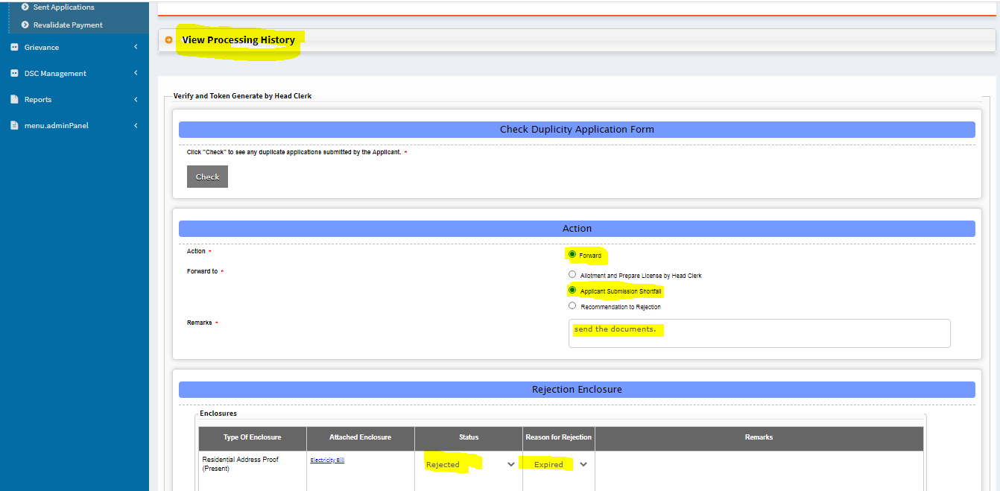 Sent Applications
Revalidate Payment
Grievance
DSC Management
Reports
menu.adminPanel
View Processing History
Verify and Token Generate by Head Clerk
Check Duplicity Application Form
Click "Check" to see any duplicate applications submitted by the Applicant. *
Check
Action
Action *
Forward
Forward to *
Allotment and Prepare License by Head Clerk
Applicant Submission Shortfall
Recommendation to Rejection
Remarks *
send the documents.
Rejection Enclosure
Enclosures
Type Of Enclosure Attached Enclosure Status Reason for Rejection Remarks
Residential Address Proof Electricity Bill Rejected Expired
(Present)